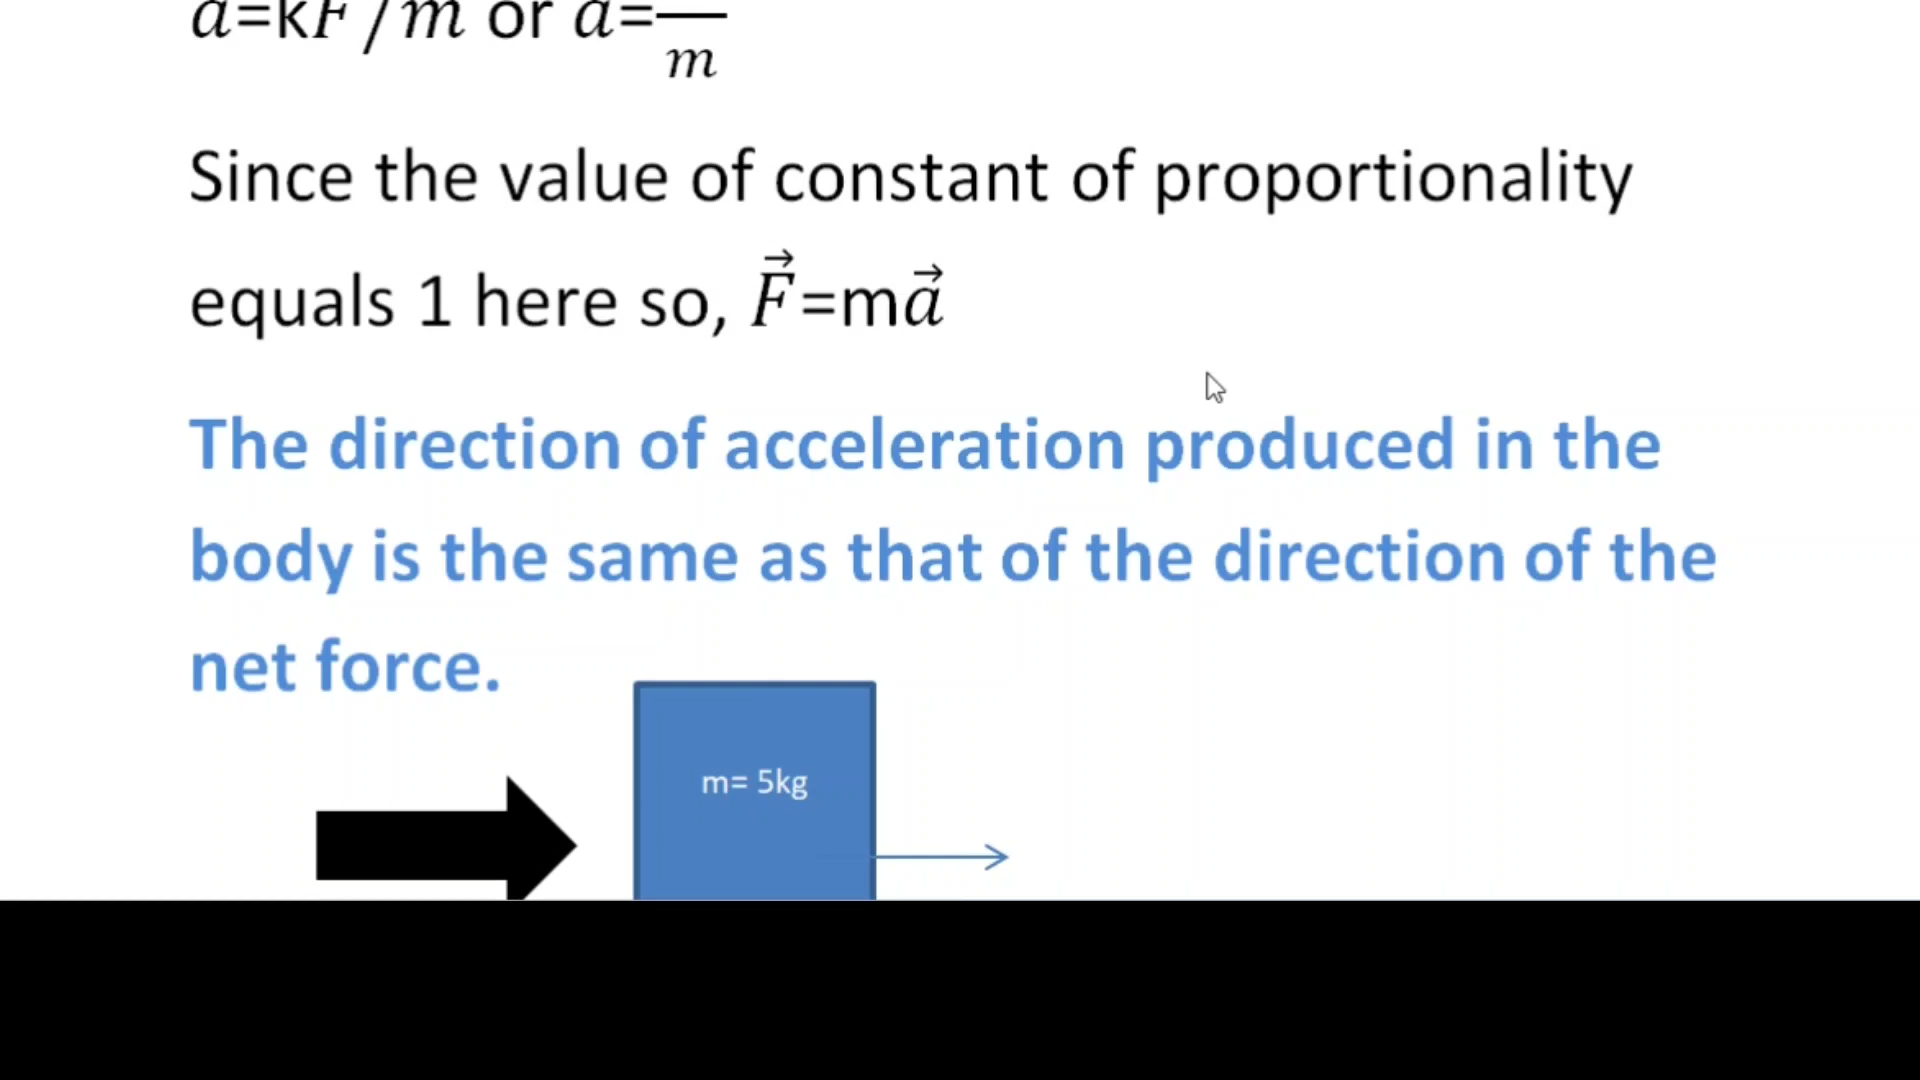 a=kF/m or a=—/m
Since the value of constant of proportionality
equals 1 here so, F⃗=ma⃗
The direction of acceleration produced in the
body is the same as that of the direction of the
net force.
m= 5kg